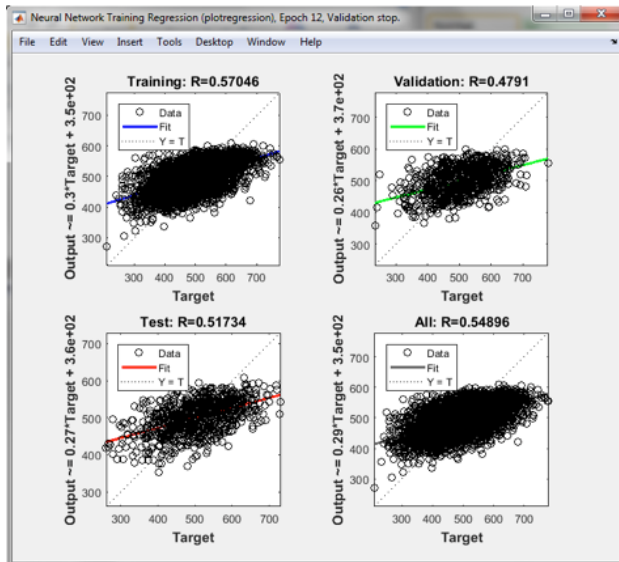 Neural Network Training Regression (plotregression), Epoch 12, Validation stop.
File Edit View Insert Tools Desktop Window Help
Training: R=0.57046
Output ~= 0.3*Target + 3.5e+02
700
600
500
400
300
Data
Fit
Y = T
300 400 500 600 700
Target
Validation: R=0.4791
Output ~= 0.26*Target + 3.7e+02
700
600
500
400
300
Data
Fit
Y = T
300 400 500 600 700
Target
Test: R=0.51734
Output ~= 0.27*Target + 3.6e+02
700
600
500
400
300
Data
Fit
Y = T
300 400 500 600 700
Target
All: R=0.54896
Output ~= 0.29*Target + 3.5e+02
700
600
500
400
300
Data
Fit
Y = T
300 400 500 600 700
Target